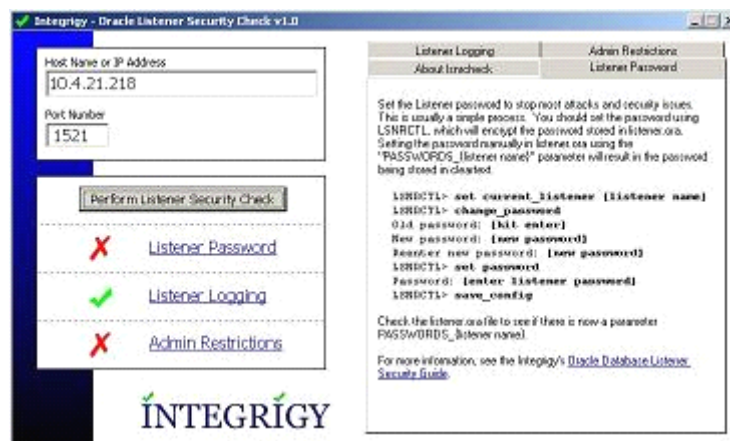 Integrigy - Oracle Listener Security Check v1.0
Host Name or IP Address
10.4.21.218
Port Number
1521
Perform Listener Security Check
Listener Password
Listener Logging
Admin Restrictions
INTEGRIGY
Listener Logging
Admin Restrictions
About lsnrcheck
Listener Password
Set the Listener password to stop most attacks and security issues.
This is usually a simple process. You should set the password using
LSNRCTL, which will encrypt the password stored in listener.ora.
Setting the password manually in listener.ora using the
"PASSWORDS_{listener name}" parameter will result in the password
being stored in cleartext.
LSNRCTL> set current_listener [listener name]
LSNRCTL> change_password
Old password: [hit enter]
New password: [new password]
Reenter new password: [new password]
LSNRCTL> set password
Password: [enter listener password]
LSNRCTL> save_config
Check the listener.ora file to see if there is now a parameter
PASSWORDS_{listener name}.
For more information, see the Integrigy's Oracle Database Listener
Security Guide.